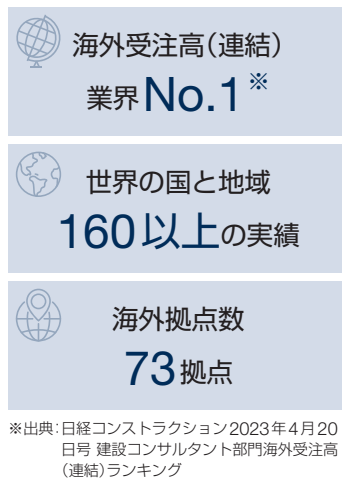 海外受注高(連結)
業界No.1※
世界の国と地域
160以上の実績
海外拠点数
73拠点
※出典:日経コンストラクション2023年4月20
日号 建設コンサルタント部門海外受注高
(連結)ランキング